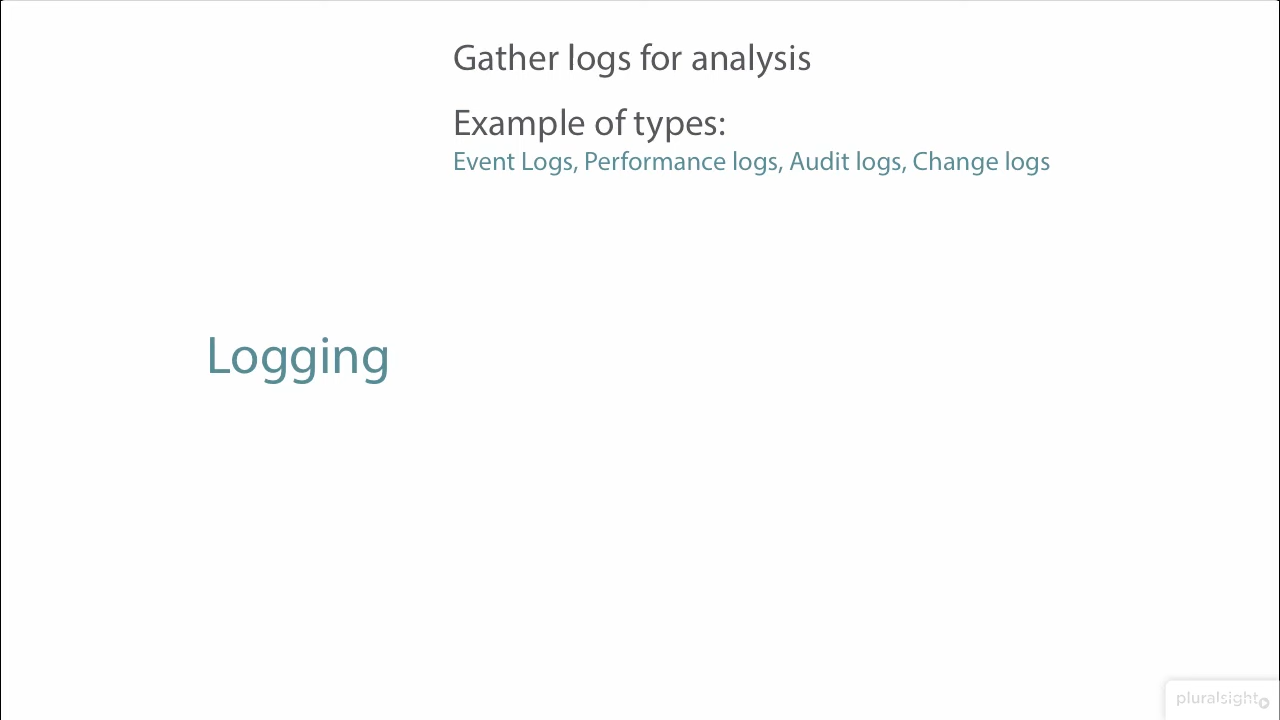 Gather logs for analysis
Example of types:
Event Logs, Performance logs, Audit logs, Change logs
Logging
pluralsight